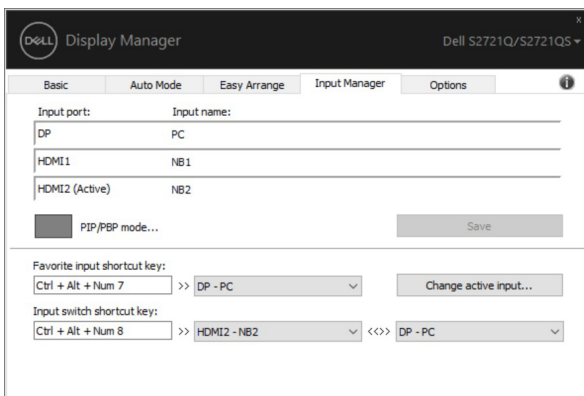 x
DELL Display Manager Dell S2721Q/S2721QS
Basic Auto Mode Easy Arrange Input Manager Options i
Input port: Input name:
DP PC
HDMI1 NB1
HDMI2 (Active) NB2
PIP/PBP mode... Save
Favorite input shortcut key:
Ctrl + Alt + Num 7 >> DP - PC Change active input...
Input switch shortcut key:
Ctrl + Alt + Num 8 >> HDMI2 - NB2 <<>> DP - PC